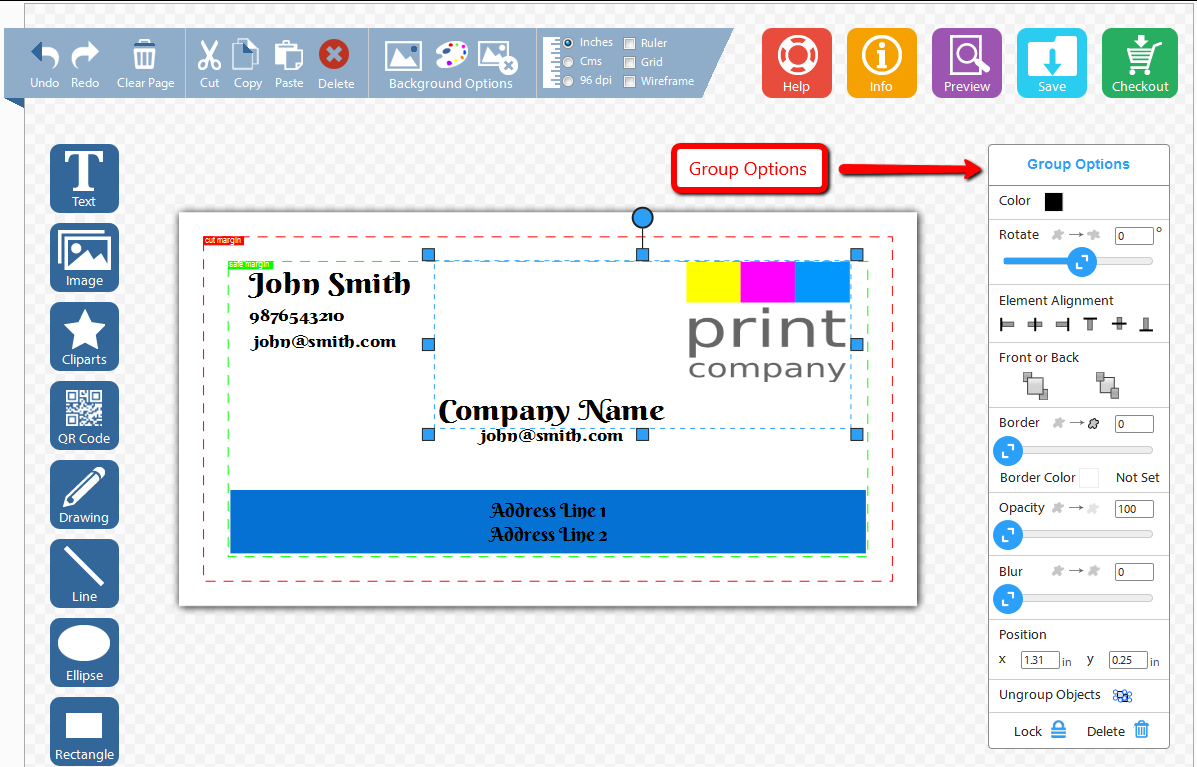 Undo Redo Clear Page Cut Copy Paste Delete Background Options
Inches Ruler
Cms Grid
96 dpi Wireframe
Help Info Preview Save Checkout
Text
Image
Cliparts
QR Code
Drawing
Line
Ellipse
Rectangle
Group Options
cut margin
safe margin
John Smith
9876543210
john@smith.com
print
company
Company Name
john@smith.com
Address Line 1
Address Line 2
Group Options
Color
Rotate 0 °
Element Alignment
Front or Back
Border 0
Border Color Not Set
Opacity 100
Blur 0
Position
x 1.31 in y 0.25 in
Ungroup Objects
Lock Delete